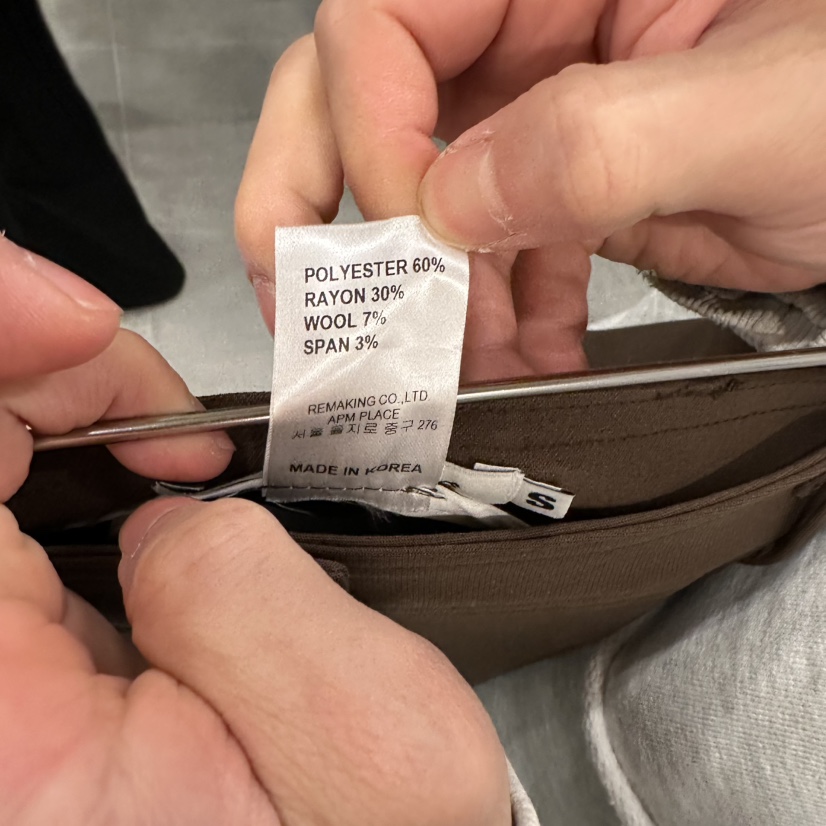 POLYESTER 60%
RAYON 30%
WOOL 7%
SPAN 3%
REMAKING CO.,LTD
APM PLACE
중구 276
MADE IN KOREA
S